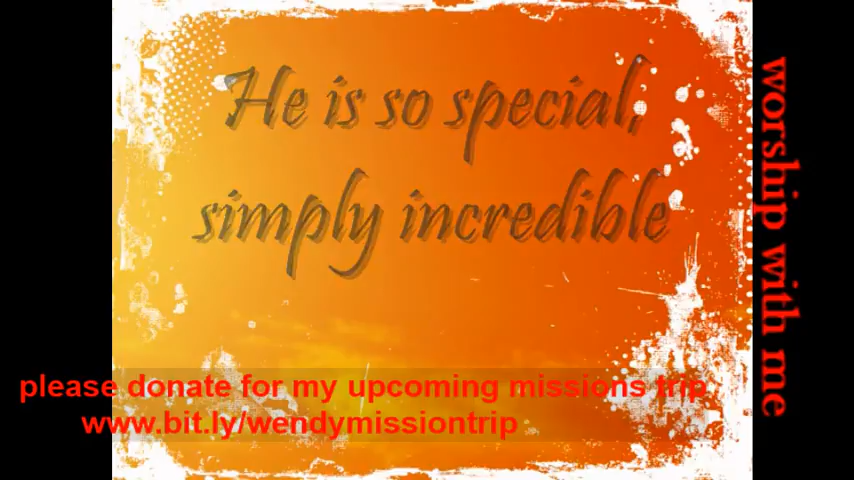 He is so special,
simply incredible
please donate for my upcoming missions trip
www.bit.ly/wendymissiontrip
worship with me